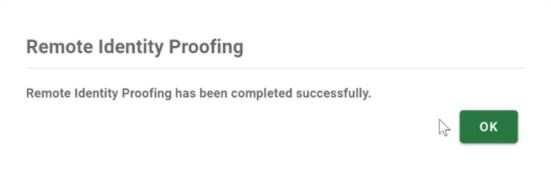 Remote Identity Proofing
Remote Identity Proofing has been completed successfully.
OK